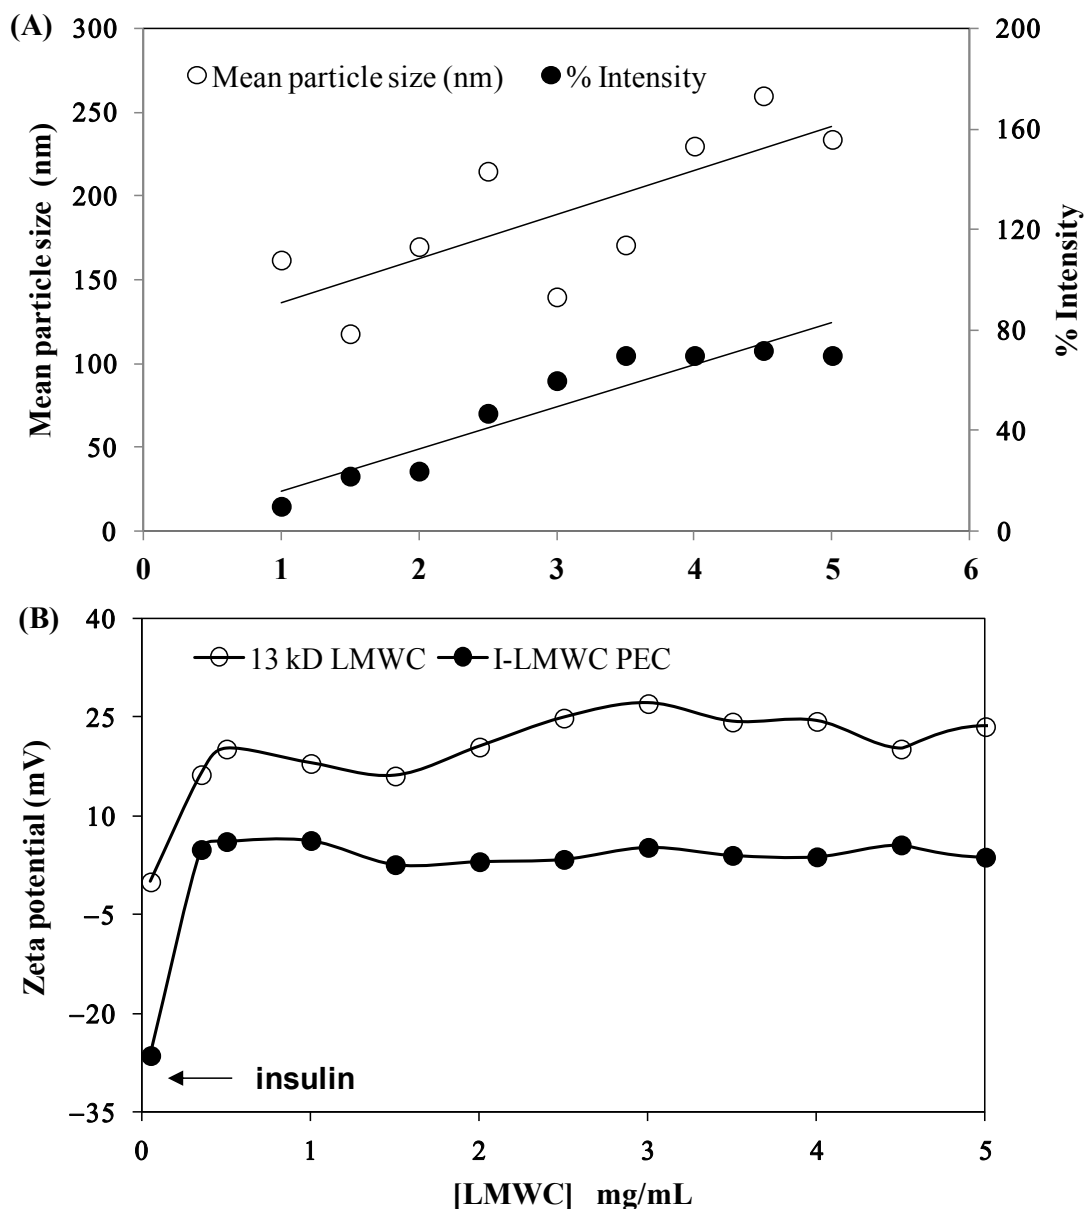 (A)
Mean particle size (nm)
% Intensity
300
250
200
150
100
50
0
Mean particle size (nm)
200
160
120
80
40
0
% Intensity
0 1 2 3 4 5 6
(B)
13 kD LMWC
I-LMWC PEC
40
25
10
−5
−20
−35
Zeta potential (mV)
insulin
0 1 2 3 4 5
[LMWC] mg/mL